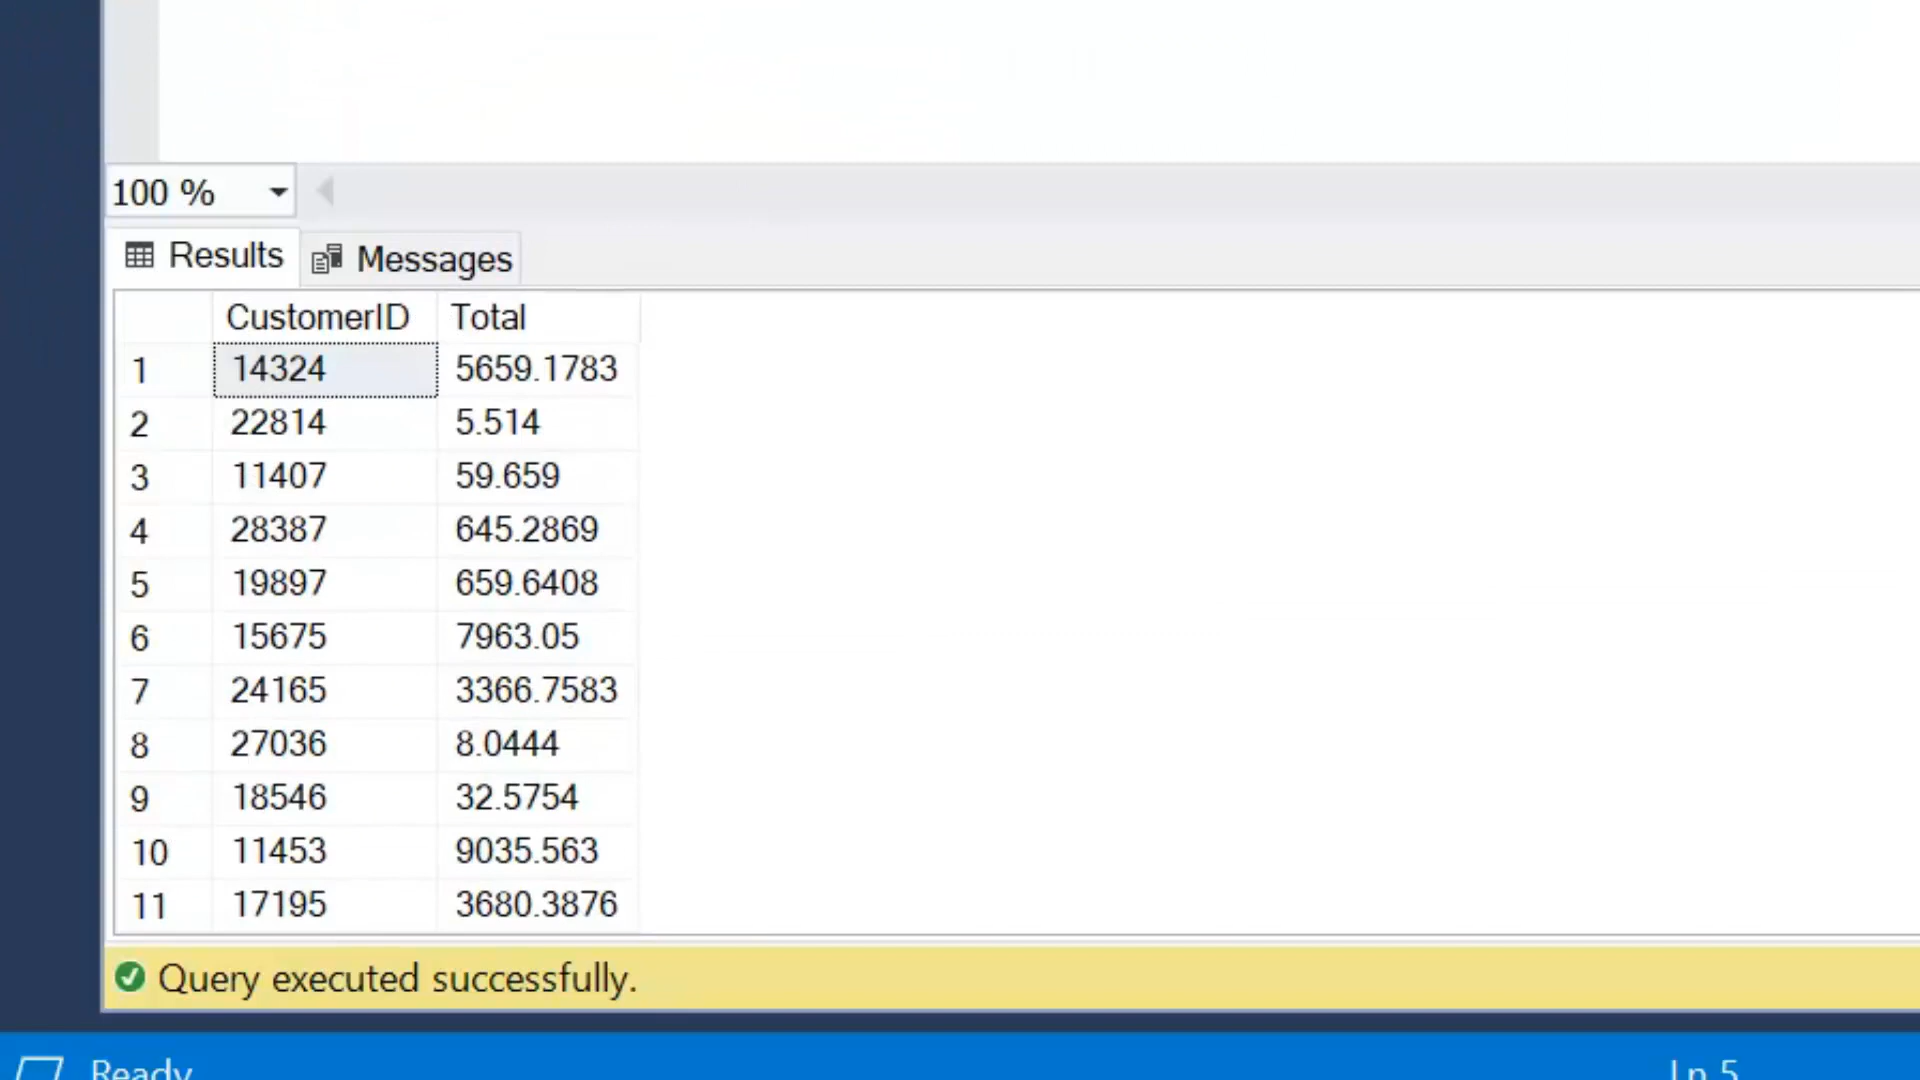 100 %
Results Messages
CustomerID Total
1 14324 5659.1783
2 22814 5.514
3 11407 59.659
4 28387 645.2869
5 19897 659.6408
6 15675 7963.05
7 24165 3366.7583
8 27036 8.0444
9 18546 32.5754
10 11453 9035.563
11 17195 3680.3876
Query executed successfully.
Ready Ln 5